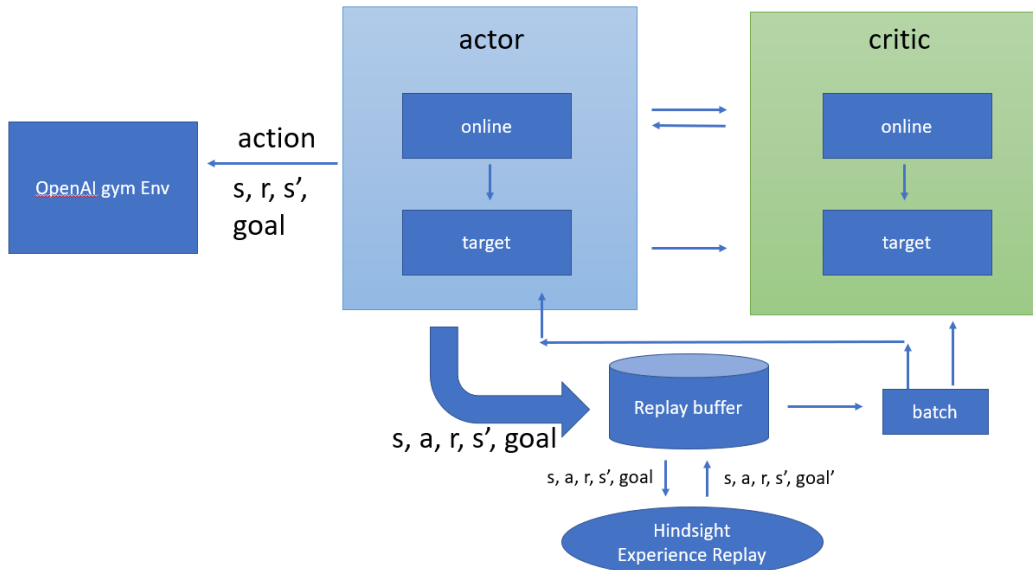 actor
critic
online
online
action
OpenAI gym Env
s, r, s’,
goal
target
target
Replay buffer
batch
s, a, r, s’, goal
s, a, r, s’, goal
s, a, r, s’, goal’
Hindsight
Experience Replay